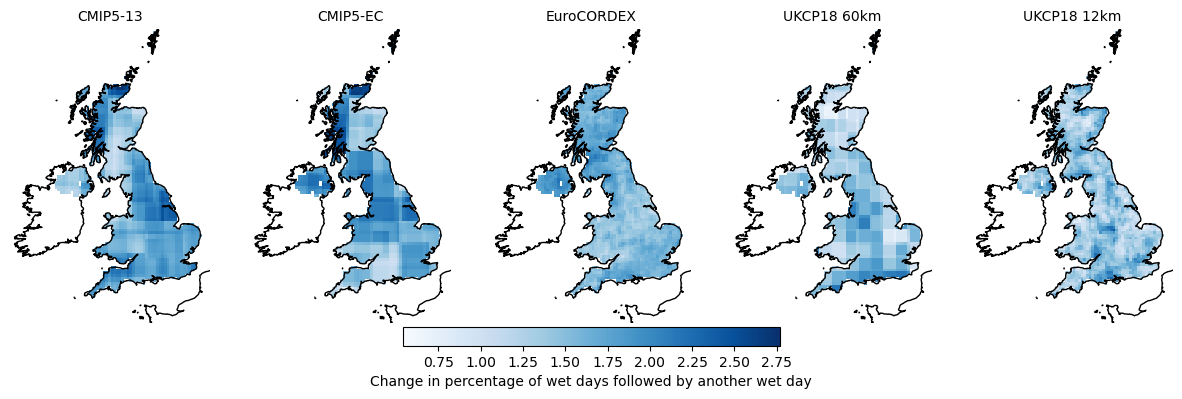 CMIP5-13 CMIP5-EC EuroCORDEX UKCP18 60km UKCP18 12km
0.75 1.00 1.25 1.50 1.75 2.00 2.25 2.50 2.75
Change in percentage of wet days followed by another wet day